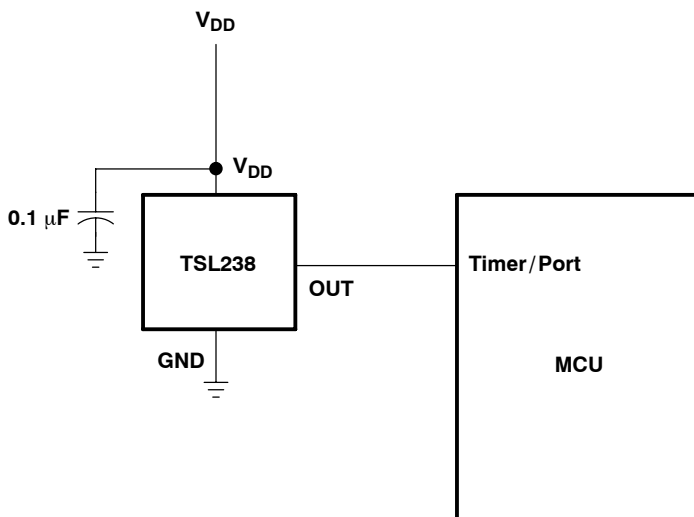 VDD
VDD
0.1 μF
TSL238
OUT
Timer/Port
GND
MCU